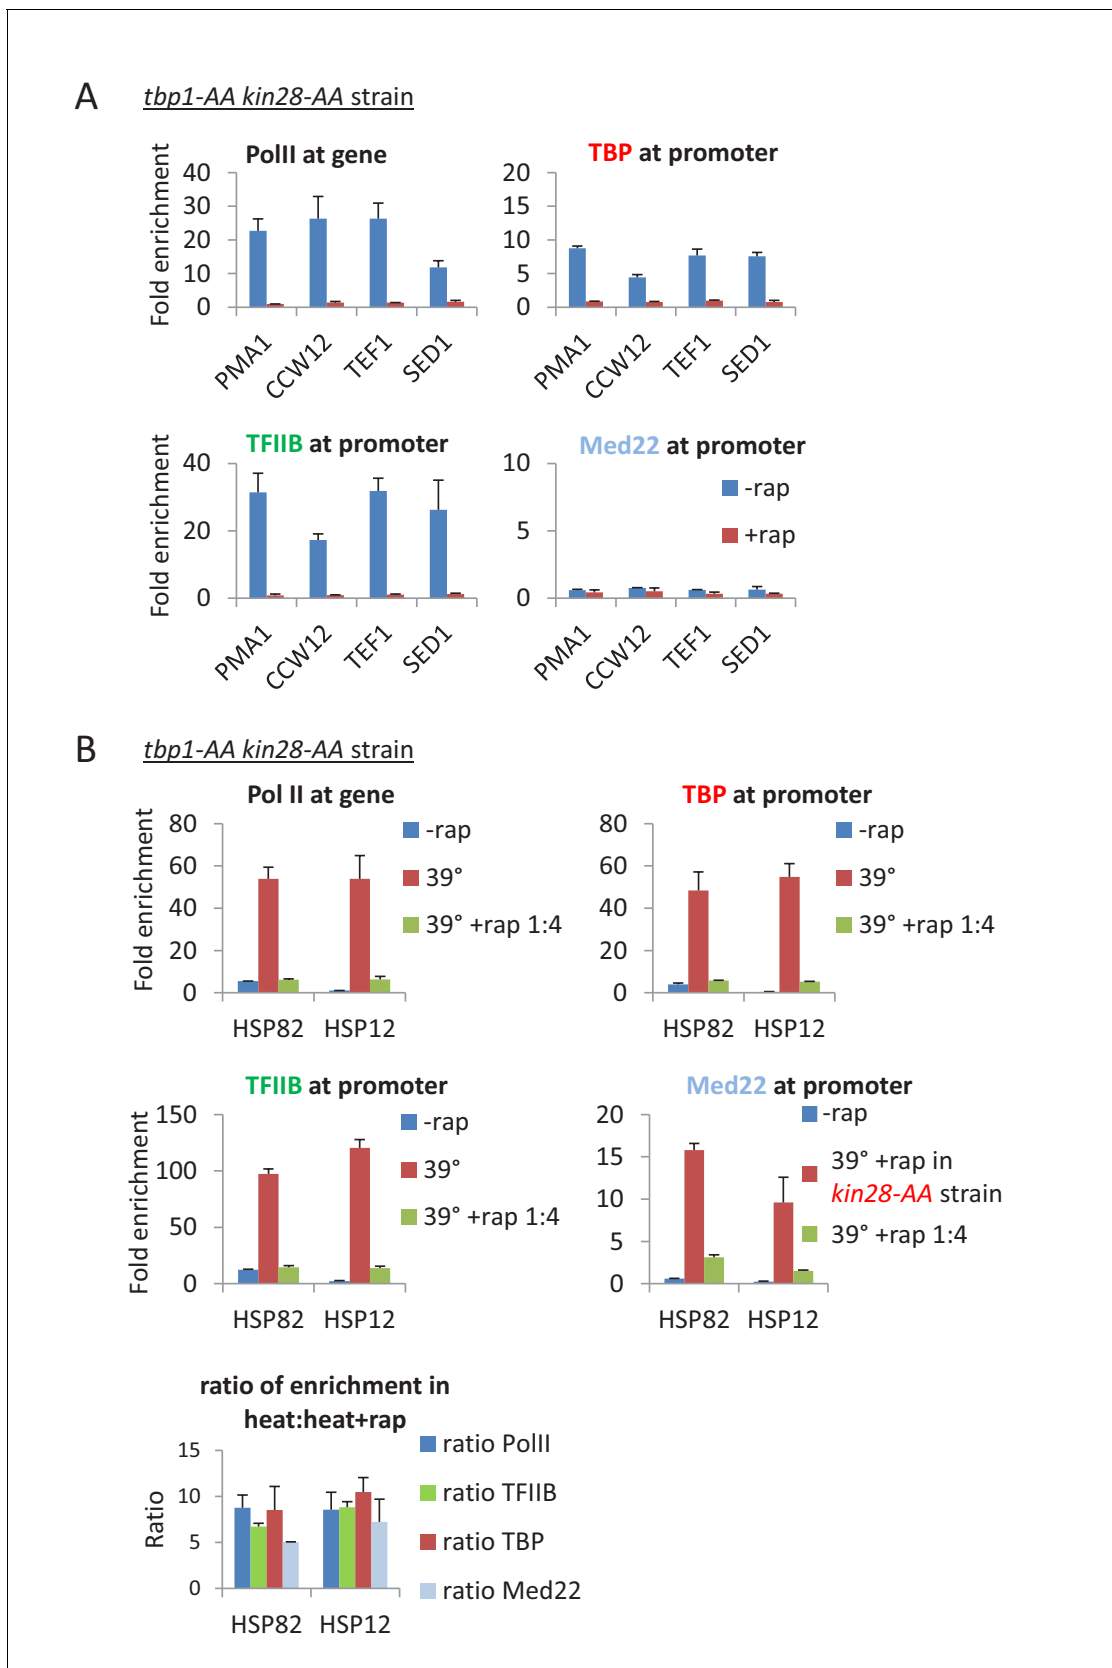 A
tbp1-AA kin28-AA strain
PolII at gene
Fold enrichment
40
30
20
10
0
PMA1
CCW12
TEF1
SED1
TBP at promoter
20
15
10
5
0
PMA1
CCW12
TEF1
SED1
TFIIB at promoter
Fold enrichment
40
20
0
PMA1
CCW12
TEF1
SED1
Med22 at promoter
10
5
0
-rap
+rap
PMA1
CCW12
TEF1
SED1
B
tbp1-AA kin28-AA strain
Pol II at gene
Fold enrichment
80
60
40
20
0
-rap
39°
39° +rap 1:4
HSP82
HSP12
TBP at promoter
80
60
40
20
0
-rap
39°
39° +rap 1:4
HSP82
HSP12
TFIIB at promoter
Fold enrichment
150
100
50
0
-rap
39°
39° +rap 1:4
HSP82
HSP12
Med22 at promoter
20
15
10
5
0
-rap
39° +rap in
kin28-AA strain
39° +rap 1:4
HSP82
HSP12
ratio of enrichment in
heat:heat+rap
Ratio
15
10
5
0
ratio PolII
ratio TFIIB
ratio TBP
ratio Med22
HSP82
HSP12